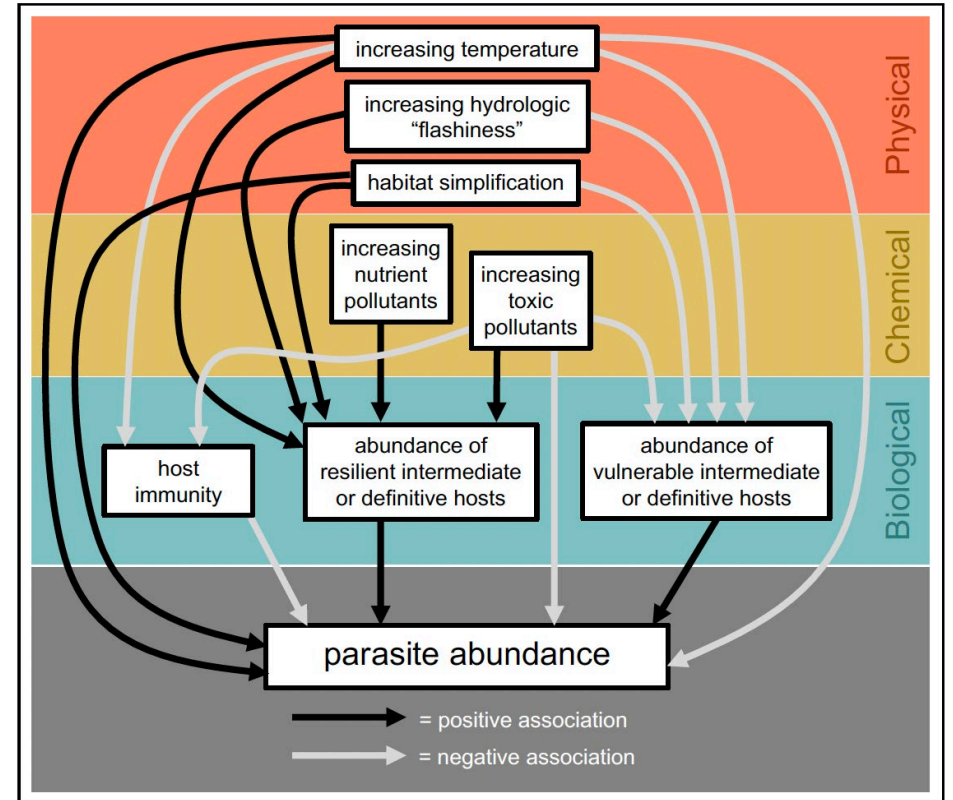 increasing temperature
increasing hydrologic
“flashiness”
habitat simplification
Physical
increasing
nutrient
pollutants
increasing
toxic
pollutants
Chemical
host
immunity
abundance of
resilient intermediate
or definitive hosts
abundance of
vulnerable intermediate
or definitive hosts
Biological
parasite abundance
= positive association
= negative association